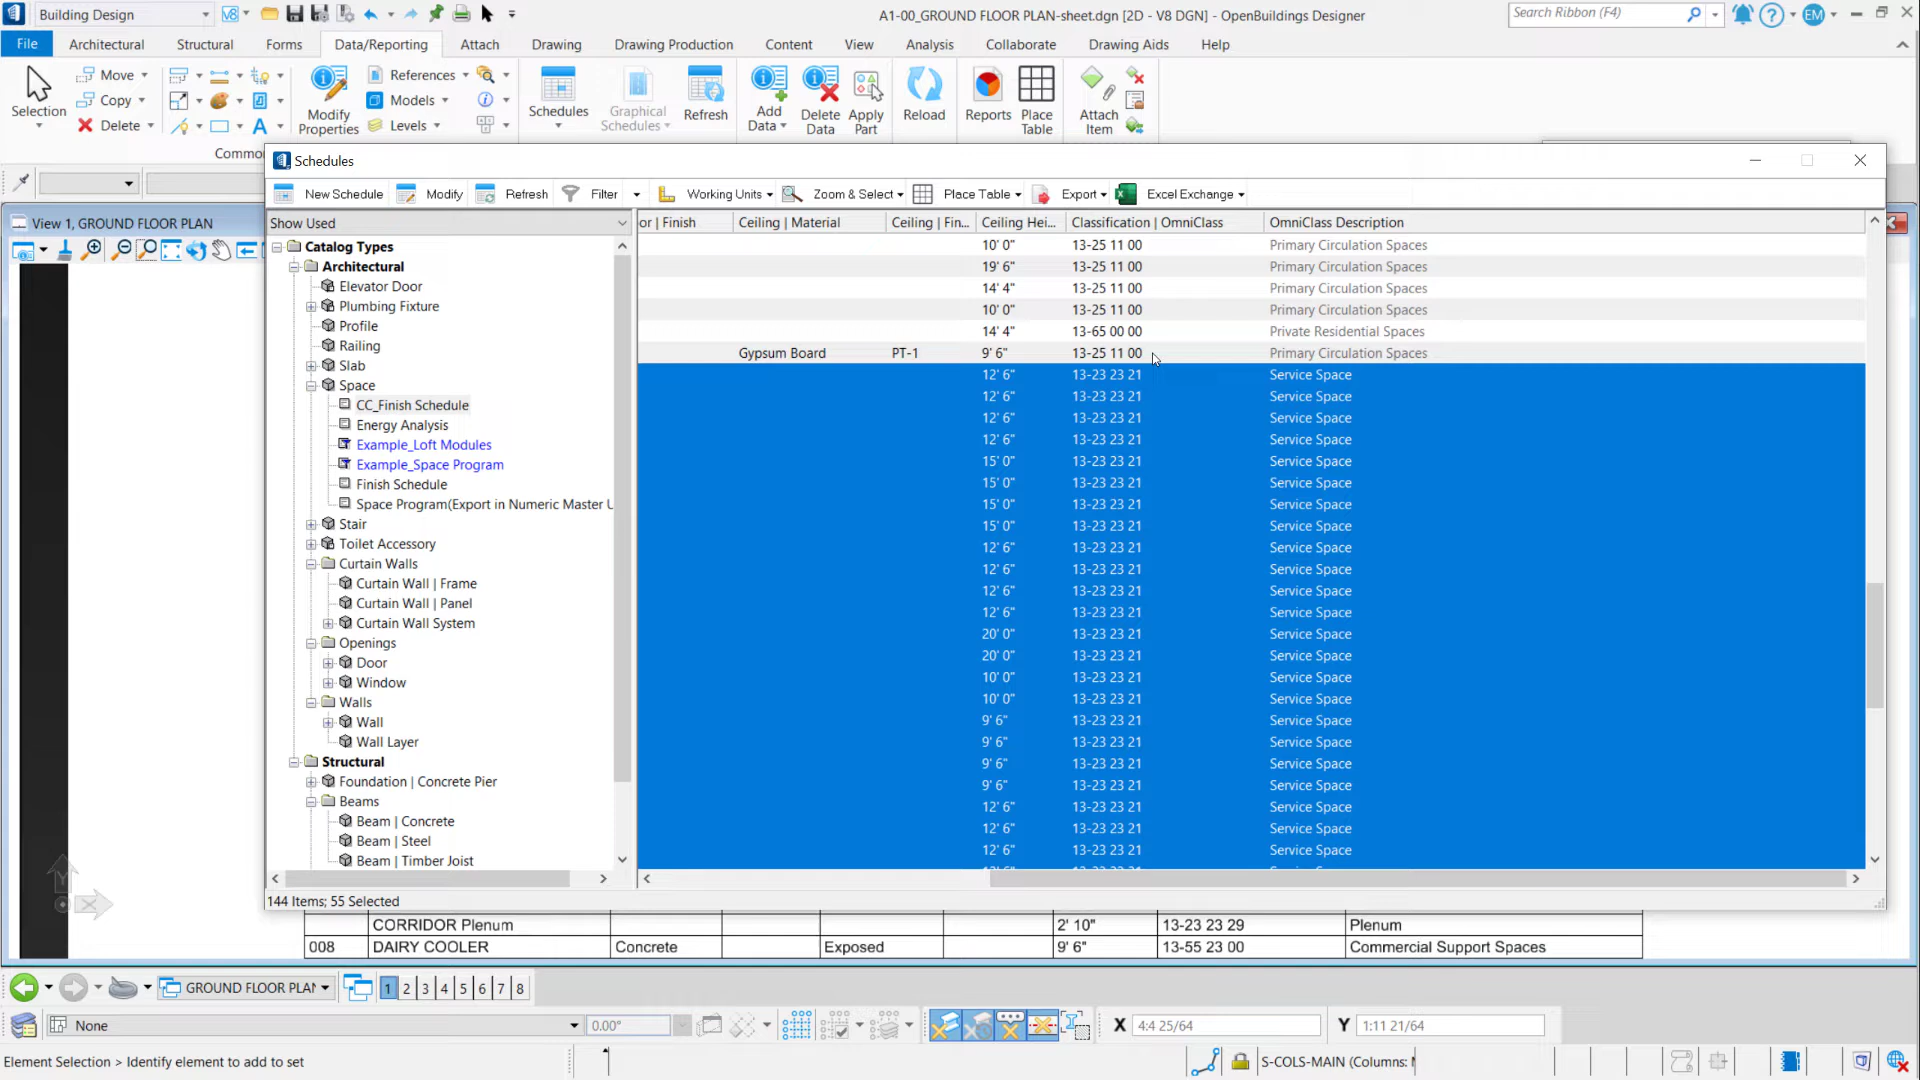 Building Design
A1-00_GROUND FLOOR PLAN-sheet.dgn [2D - V8 DGN] - OpenBuildings Designer
Search Ribbon (F4)
EM
File
Architectural
Structural
Forms
Data/Reporting
Attach
Drawing
Drawing Production
Content
View
Analysis
Collaborate
Drawing Aids
Help
Selection
Move
Copy
Delete
Modify
Properties
References
Models
Levels
Schedules
Graphical
Schedules
Refresh
Add
Data
Delete
Data
Apply
Part
Reload
Reports
Place
Table
Attach
Item
Schedules
New Schedule
Modify
Refresh
Filter
Working Units
Zoom & Select
Place Table
Export
Excel Exchange
View 1, GROUND FLOOR PLAN
Show Used
Catalog Types
Architectural
Elevator Door
Plumbing Fixture
Profile
Railing
Slab
Space
CC_Finish Schedule
Energy Analysis
Example_Loft Modules
Example_Space Program
Finish Schedule
Space Program(Export in Numeric Master U
Stair
Toilet Accessory
Curtain Walls
Curtain Wall | Frame
Curtain Wall | Panel
Curtain Wall System
Openings
Door
Window
Walls
Wall
Wall Layer
Structural
Foundation | Concrete Pier
Beams
Beam | Concrete
Beam | Steel
Beam | Timber Joist
or | Finish Ceiling | Material Ceiling | Fin... Ceiling Hei... Classification | OmniClass OmniClass Description
10' 0" 13-25 11 00 Primary Circulation Spaces
19' 6" 13-25 11 00 Primary Circulation Spaces
14' 4" 13-25 11 00 Primary Circulation Spaces
10' 0" 13-25 11 00 Primary Circulation Spaces
14' 4" 13-65 00 00 Private Residential Spaces
Gypsum Board PT-1 9' 6" 13-25 11 00 Primary Circulation Spaces
12' 6" 13-23 23 21 Service Space
12' 6" 13-23 23 21 Service Space
12' 6" 13-23 23 21 Service Space
12' 6" 13-23 23 21 Service Space
15' 0" 13-23 23 21 Service Space
15' 0" 13-23 23 21 Service Space
15' 0" 13-23 23 21 Service Space
15' 0" 13-23 23 21 Service Space
12' 6" 13-23 23 21 Service Space
12' 6" 13-23 23 21 Service Space
12' 6" 13-23 23 21 Service Space
12' 6" 13-23 23 21 Service Space
20' 0" 13-23 23 21 Service Space
20' 0" 13-23 23 21 Service Space
10' 0" 13-23 23 21 Service Space
10' 0" 13-23 23 21 Service Space
9' 6" 13-23 23 21 Service Space
9' 6" 13-23 23 21 Service Space
9' 6" 13-23 23 21 Service Space
9' 6" 13-23 23 21 Service Space
12' 6" 13-23 23 21 Service Space
12' 6" 13-23 23 21 Service Space
12' 6" 13-23 23 21 Service Space
144 Items; 55 Selected
CORRIDOR Plenum 2' 10" 13-23 23 29 Plenum
008 DAIRY COOLER Concrete Exposed 9' 6" 13-55 23 00 Commercial Support Spaces
GROUND FLOOR PLAN
1 2 3 4 5 6 7 8
None
0.00°
X 4:4 25/64
Y 1:11 21/64
Element Selection > Identify element to add to set
S-COLS-MAIN (Columns: